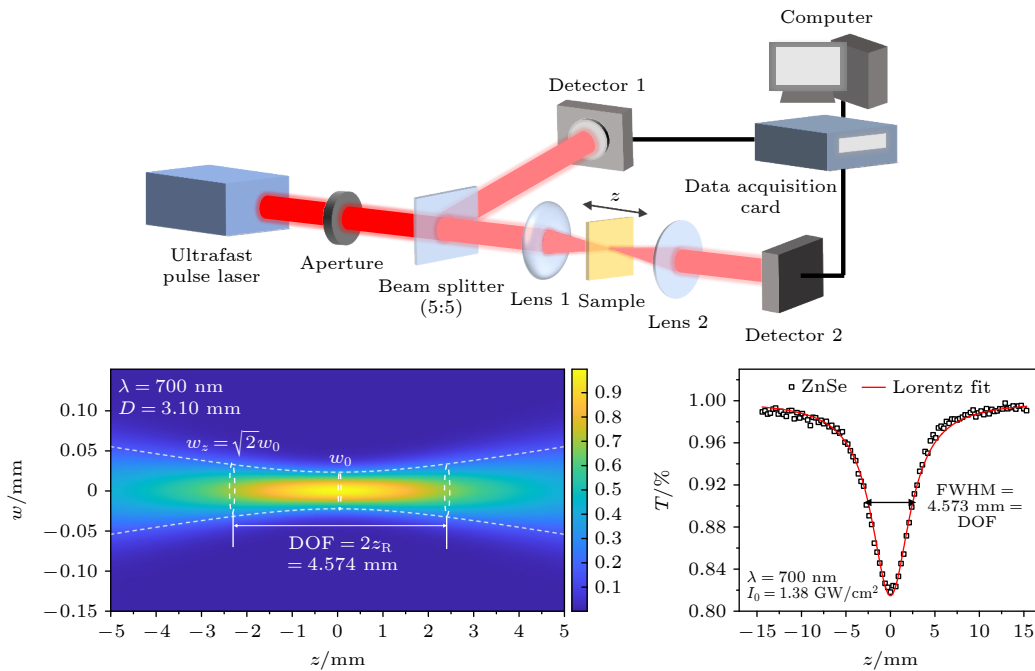 Computer
Detector 1
Data acquisition
card
z
Ultrafast
pulse laser
Aperture
Beam splitter
(5:5)
Lens 1
Sample
Lens 2
Detector 2
λ = 700 nm
D = 3.10 mm
w_z = √2w_0
w_0
DOF = 2z_R
= 4.574 mm
w/mm
0.10
0.05
0
−0.05
−0.10
−0.15
−5 −4 −3 −2 −1 0 1 2 3 4 5
z/mm
0.9
0.8
0.7
0.6
0.5
0.4
0.3
0.2
0.1
ZnSe
Lorentz fit
T/%
1.00
0.96
0.92
0.88
0.84
0.80
FWHM =
4.573 mm =
DOF
λ = 700 nm
I_0 = 1.38 GW/cm²
−15 −10 −5 0 5 10 15
z/mm